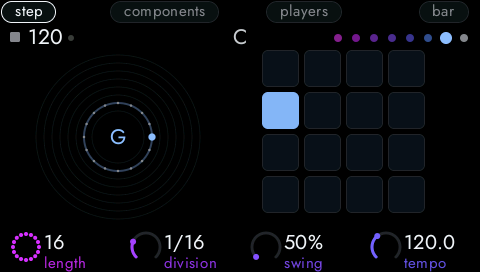 step components players bar
120 C
G
16 1/16 50% 120.0
length division swing tempo